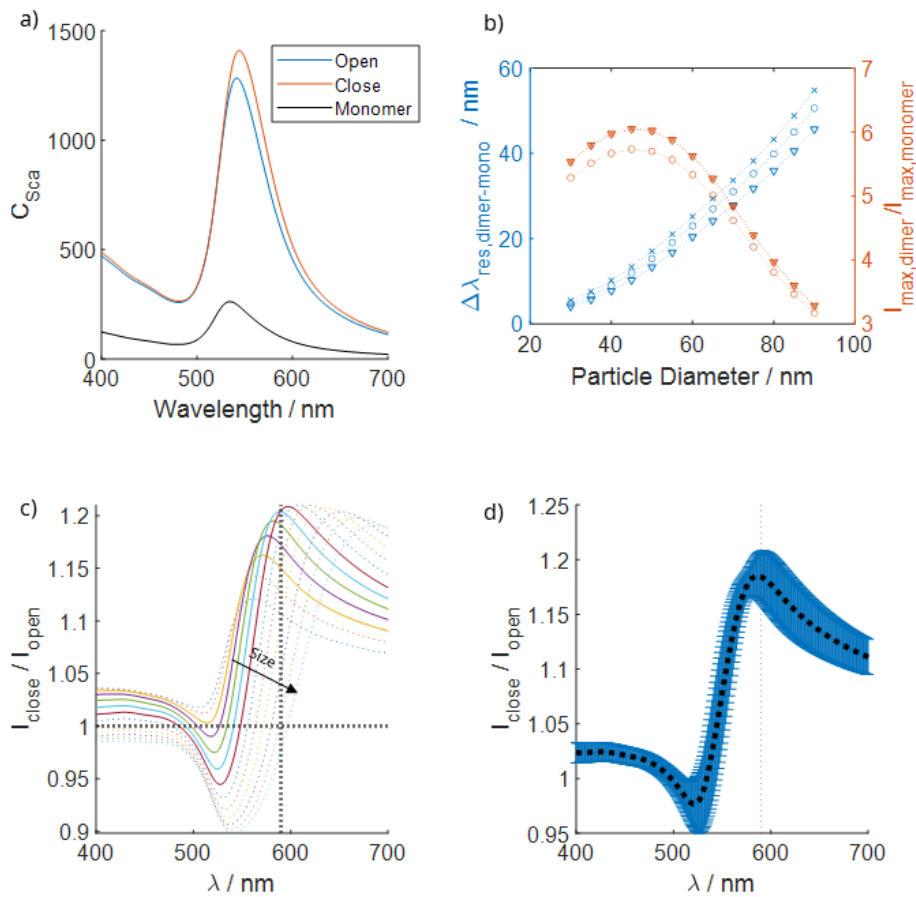 a)
1500
1000
500
0
400
500
600
700
C_Sca
Wavelength / nm
Open
Close
Monomer
b)
60
40
20
0
20
40
60
80
100
7
6
5
4
3
Δλ_res,dimer-mono / nm
I_max,dimer / I_max,monomer
Particle Diameter / nm
c)
1.2
1.15
1.1
1.05
1
0.95
0.9
400
500
600
700
I_close / I_open
Size
λ / nm
d)
1.25
1.2
1.15
1.1
1.05
1
0.95
400
500
600
700
I_close / I_open
λ / nm